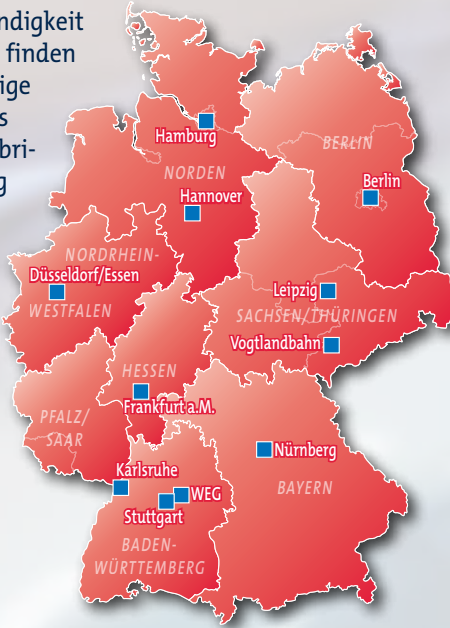 ndigkeit
finden
ige
s
bri-
g
Hamburg
NORDEN
BERLIN
Hannover
Berlin
NORDRHEIN-
Düsseldorf/Essen
WESTFALEN
Leipzig
SACHSEN/THÜRINGEN
Vogtlandbahn
HESSEN
Frankfurt a.M.
PFALZ/
SAAR
Nürnberg
Karlsruhe
WEG
Stuttgart
BAYERN
BADEN-
WÜRTTEMBERG